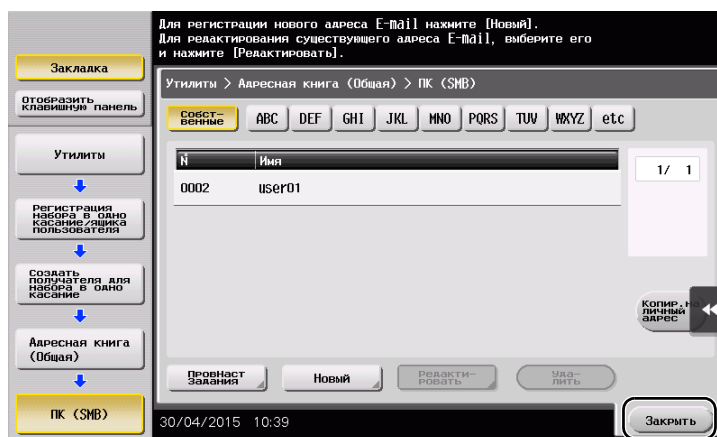 Для регистрации нового адреса E-mail нажмите [Новый].
Для редактирования существующего адреса E-mail, выберите его
и нажмите [Редактировать].
Закладка
Отобразить
клавишную панель
Утилиты
Регистрация
набора в одно
касание/ящика
пользователя
Создать
получателя для
набора в одно
касание
Адресная книга
(Общая)
ПК (SMB)
Утилиты > Адресная книга (Общая) > ПК (SMB)
Собст-
венные
ABC DEF GHI JKL MNO PQRS TUV WXYZ etc
N Имя
0002 user01
1/ 1
Копир.на
личный
адрес
ПровНаст
Задания
Новый
Редакти-
ровать
Уда-
лить
30/04/2015 10:39
Закрыть